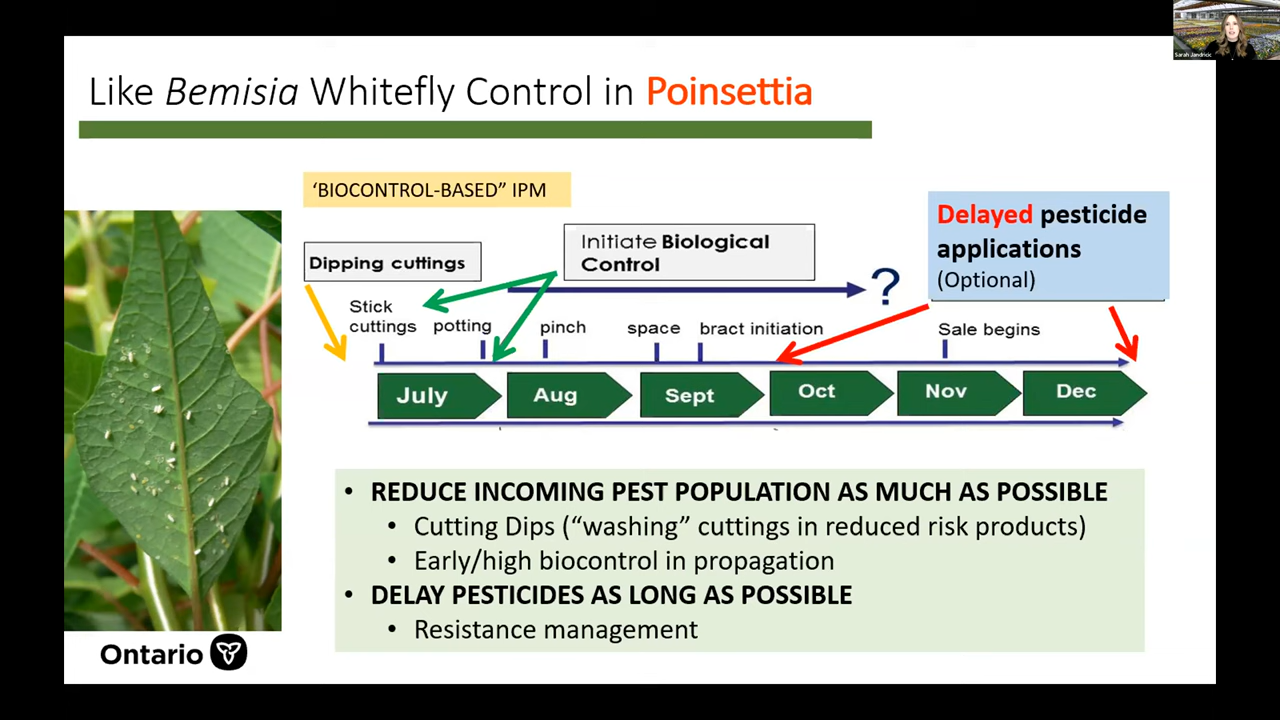 Sarah Jandricic
Like Bemisia Whitefly Control in Poinsettia
‘BIOCONTROL-BASED” IPM
Delayed pesticide
applications
(Optional)
Initiate Biological
Control
Dipping cuttings
?
Stick
cuttings
potting
pinch
space
bract initiation
Sale begins
July
Aug
Sept
Oct
Nov
Dec
• REDUCE INCOMING PEST POPULATION AS MUCH AS POSSIBLE
• Cutting Dips (“washing” cuttings in reduced risk products)
• Early/high biocontrol in propagation
• DELAY PESTICIDES AS LONG AS POSSIBLE
• Resistance management
Ontario